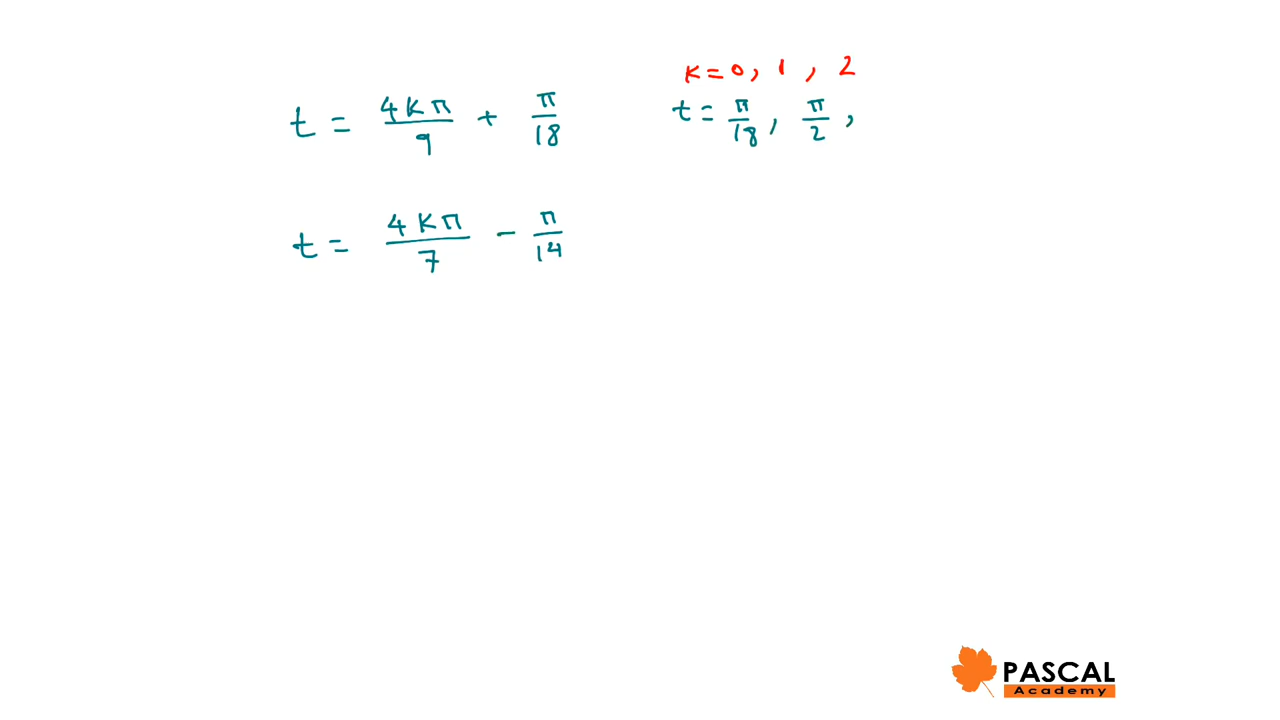 K = 0, 1, 2
t = 4Kπ/9 + π/18
t = π/18, π/2,
t = 4Kπ/7 - π/14
PASCAL
Academy